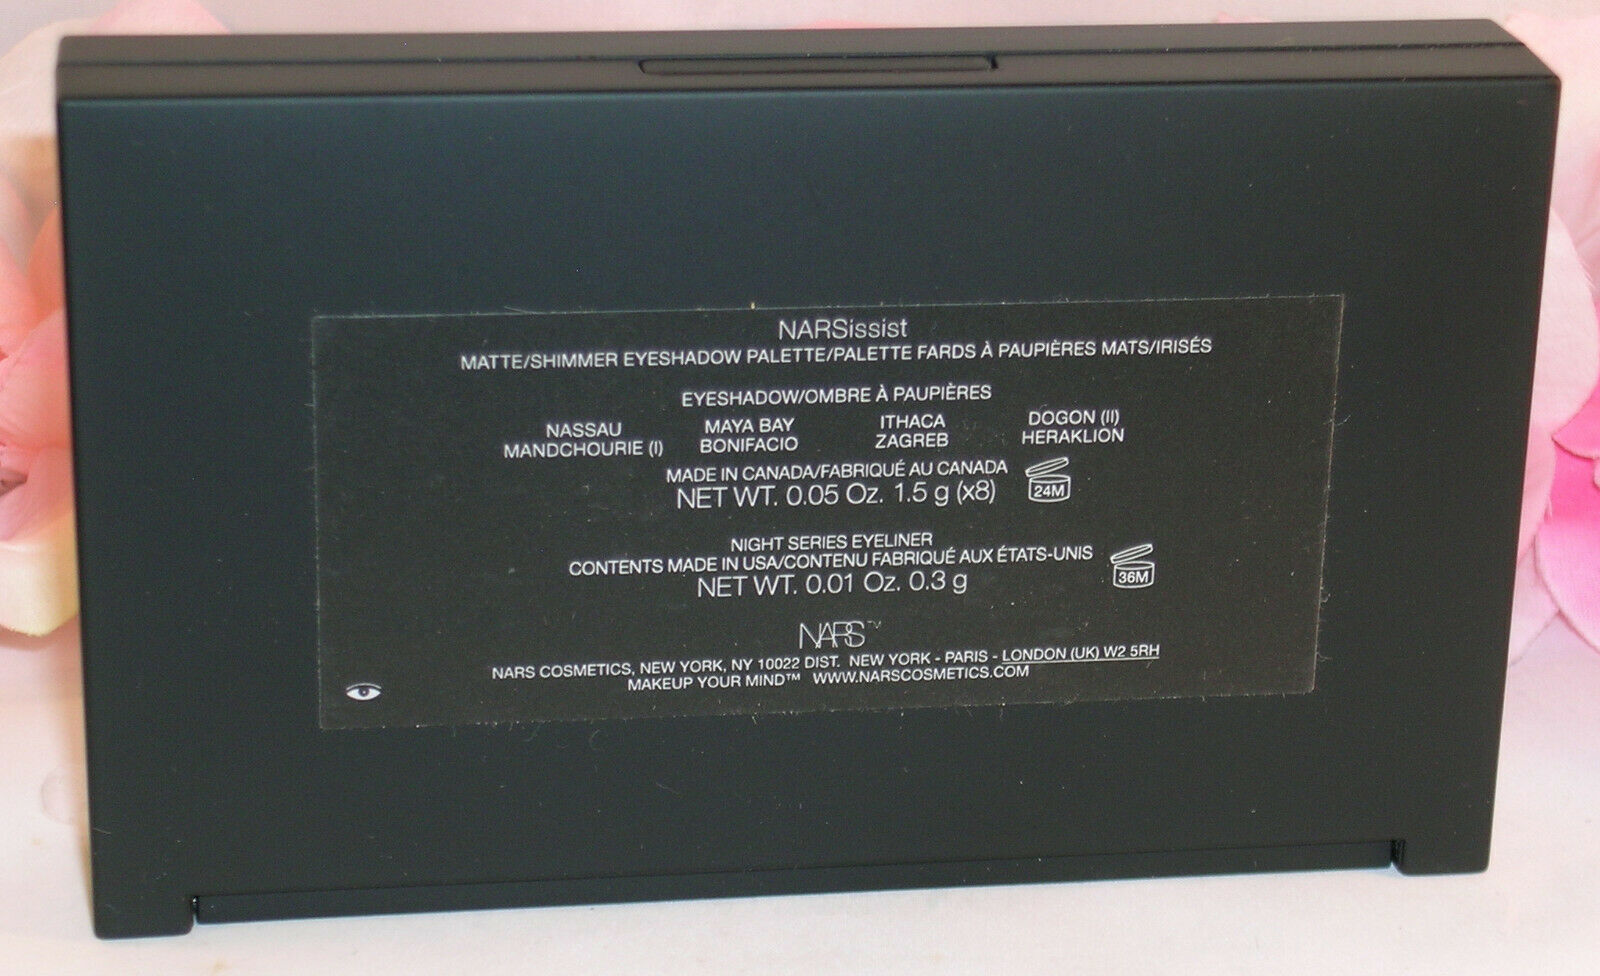 NARSissist
MATTE/SHIMMER EYESHADOW PALETTE/PALETTE FARDS À PAUPIÈRES MATS/IRISÉS
EYESHADOW/OMBRE À PAUPIÈRES
NASSAU MAYA BAY ITHACA DOGON (II)
MANDCHOURIE (I) BONIFACIO ZAGREB HERAKLION
MADE IN CANADA/FABRIQUÉ AU CANADA
NET WT. 0.05 Oz. 1.5 g (x8) 24M
NIGHT SERIES EYELINER
CONTENTS MADE IN USA/CONTENU FABRIQUÉ AUX ÉTATS-UNIS
NET WT. 0.01 Oz. 0.3 g 36M
NARS™
NARS COSMETICS, NEW YORK, NY 10022 DIST. NEW YORK - PARIS - LONDON (UK) W2 5RH
MAKEUP YOUR MIND™ WWW.NARSCOSMETICS.COM